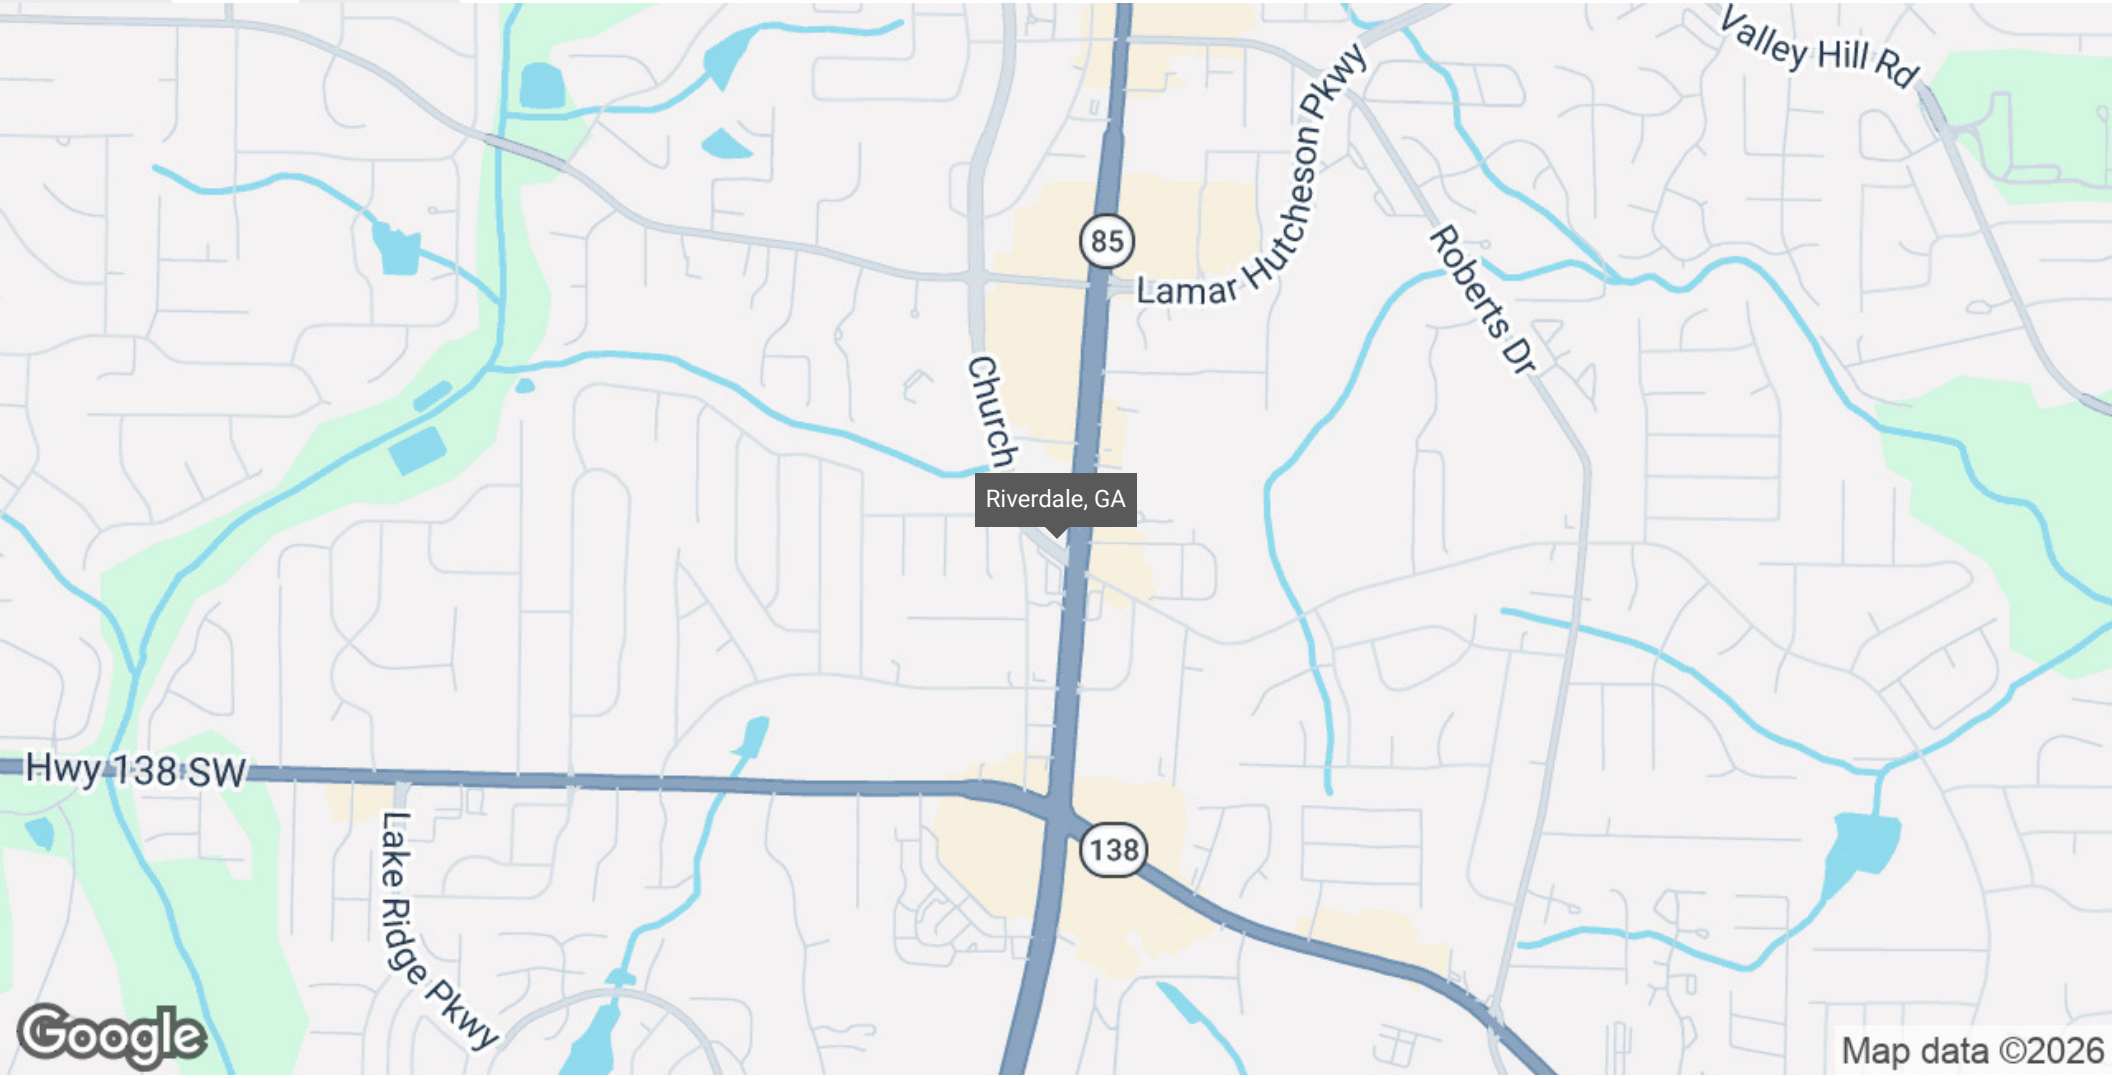 Valley Hill Rd
Lamar Hutcheson Pkwy
85
Roberts Dr
Church
Riverdale, GA
Hwy 138 SW
138
Lake Ridge Pkwy
Google
Map data ©2026